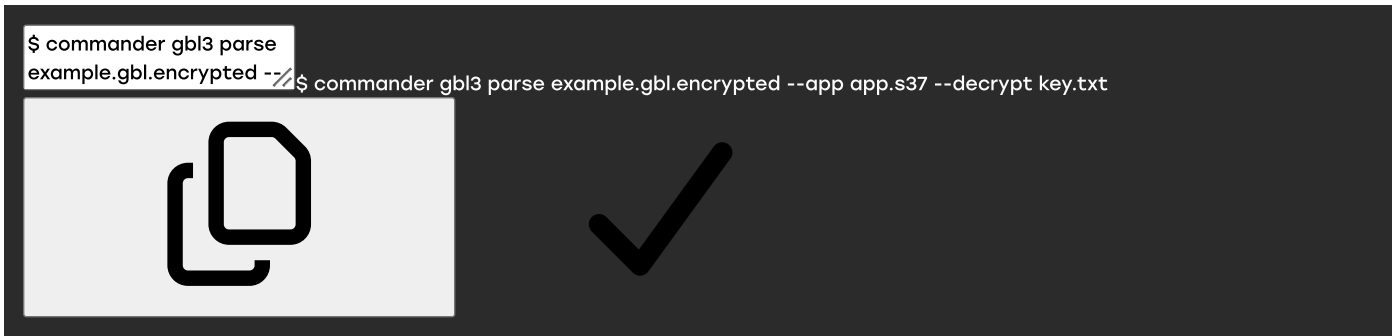 $ commander gbl3 parse
example.gbl.encrypted --
$ commander gbl3 parse example.gbl.encrypted --app app.s37 --decrypt key.txt